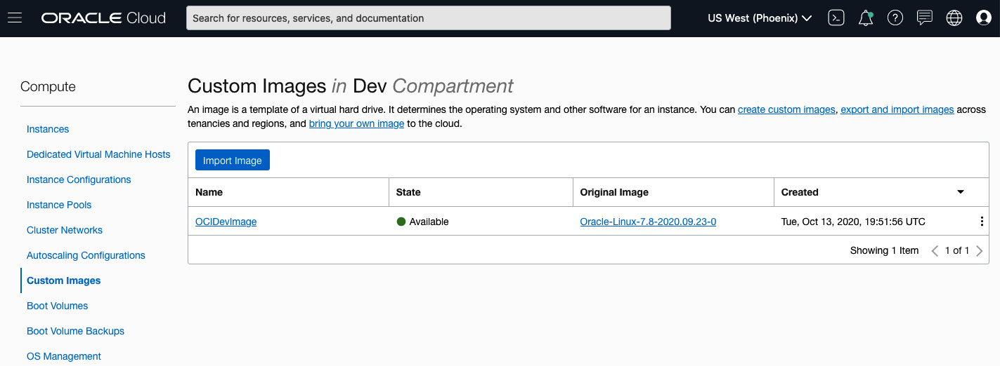 ORACLE Cloud
Search for resources, services, and documentation
US West (Phoenix)
Compute
Instances
Dedicated Virtual Machine Hosts
Instance Configurations
Instance Pools
Cluster Networks
Autoscaling Configurations
Custom Images
Boot Volumes
Boot Volume Backups
OS Management
Custom Images in Dev Compartment
An image is a template of a virtual hard drive. It determines the operating system and other software for an instance. You can create custom images, export and import images across
tenancies and regions, and bring your own image to the cloud.
Import Image
Name State Original Image Created
OCIDevImage Available Oracle-Linux-7.8-2020.09.23-0 Tue, Oct 13, 2020, 19:51:56 UTC
Showing 1 Item 1 of 1